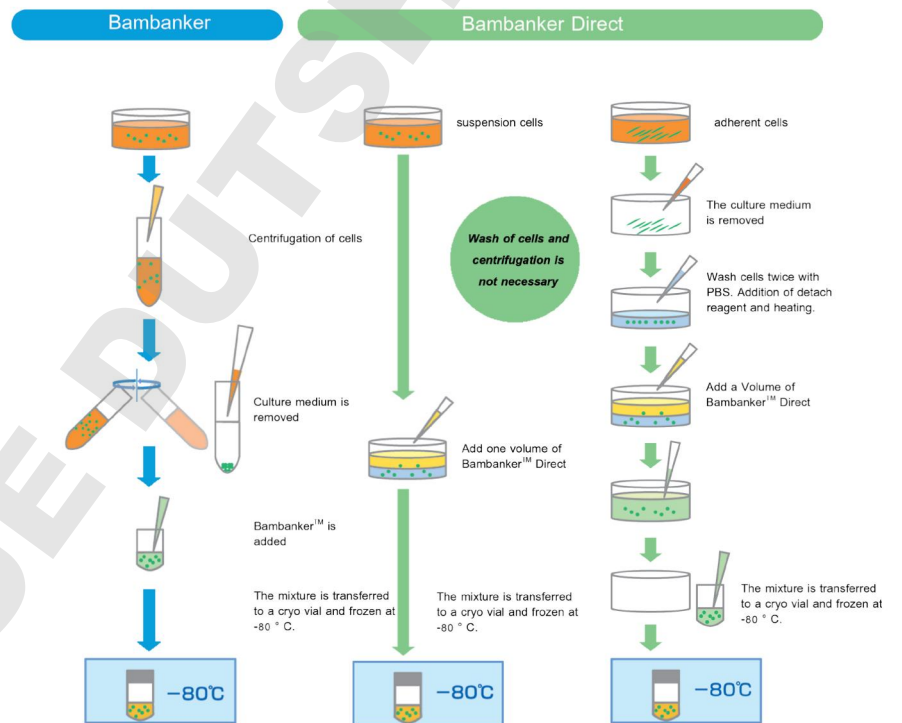 Bambanker
Bambanker Direct
suspension cells
adherent cells
Centrifugation of cells
Wash of cells and
centrifugation is
not necessary
The culture medium
is removed
Wash cells twice with
PBS. Addition of detach
reagent and heating.
Culture medium is
removed
Add a Volume of
Bambanker™ Direct
Add one volume of
Bambanker™ Direct
Bambanker™ is
added
The mixture is transferred
to a cryo vial and frozen at
-80 ° C.
The mixture is transferred
to a cryo vial and frozen at
-80 ° C.
The mixture is transferred
to a cryo vial and frozen at
-80 ° C.
−80℃
−80℃
−80℃